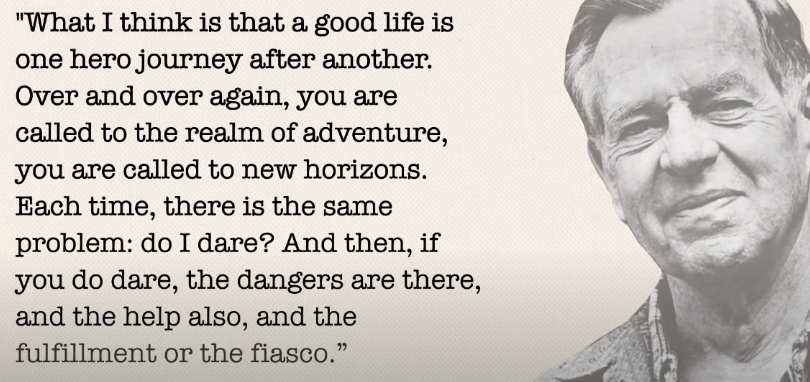 "What I think is that a good life is
one hero journey after another.
Over and over again, you are
called to the realm of adventure,
you are called to new horizons.
Each time, there is the same
problem: do I dare? And then, if
you do dare, the dangers are there,
and the help also, and the
fulfillment or the fiasco.”